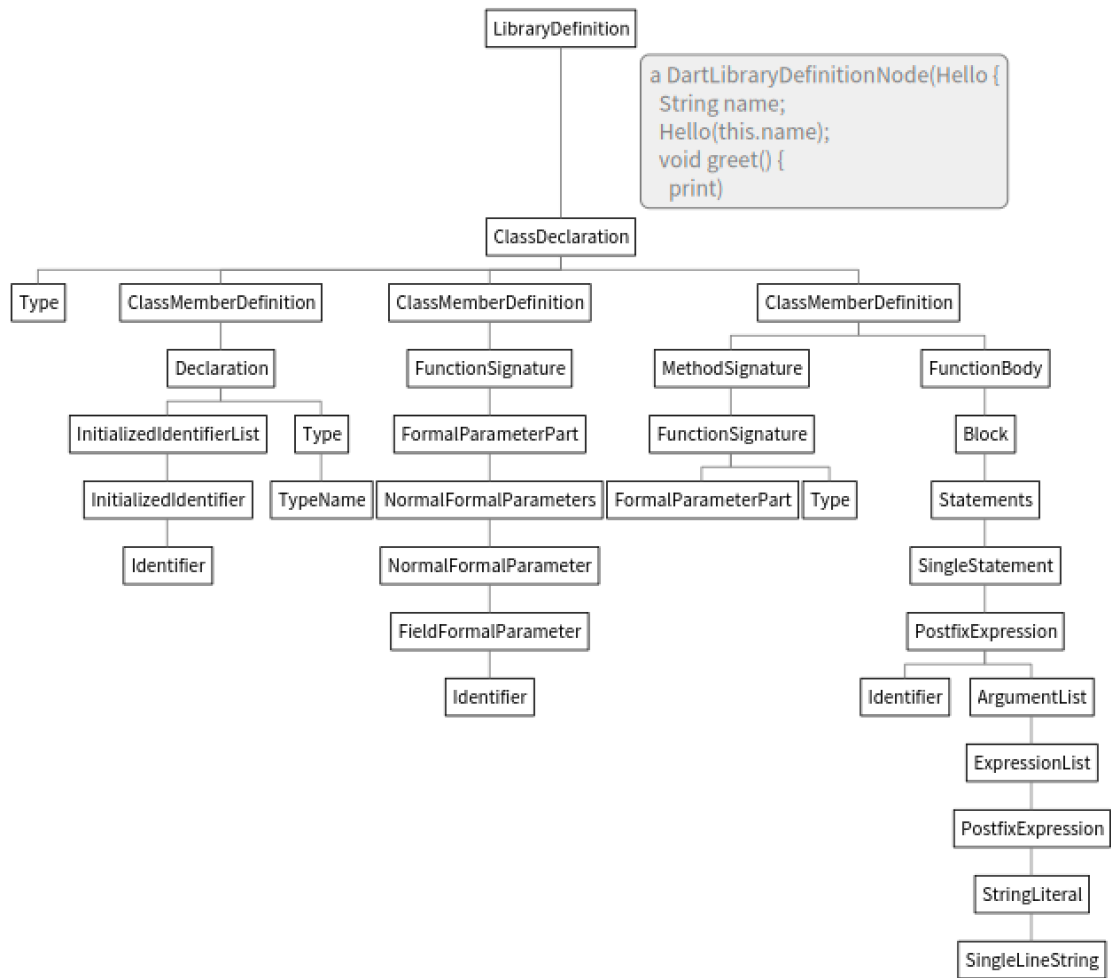 LibraryDefinition
a DartLibraryDefinitionNode(Hello {
String name;
Hello(this.name);
void greet() {
print)
ClassDeclaration
Type
ClassMemberDefinition
ClassMemberDefinition
ClassMemberDefinition
Declaration
FunctionSignature
MethodSignature
FunctionBody
InitializedIdentifierList
Type
FormalParameterPart
FunctionSignature
Block
InitializedIdentifier
TypeName
NormalFormalParameters
FormalParameterPart
Type
Statements
Identifier
NormalFormalParameter
SingleStatement
FieldFormalParameter
PostfixExpression
Identifier
Identifier
ArgumentList
ExpressionList
PostfixExpression
StringLiteral
SingleLineString